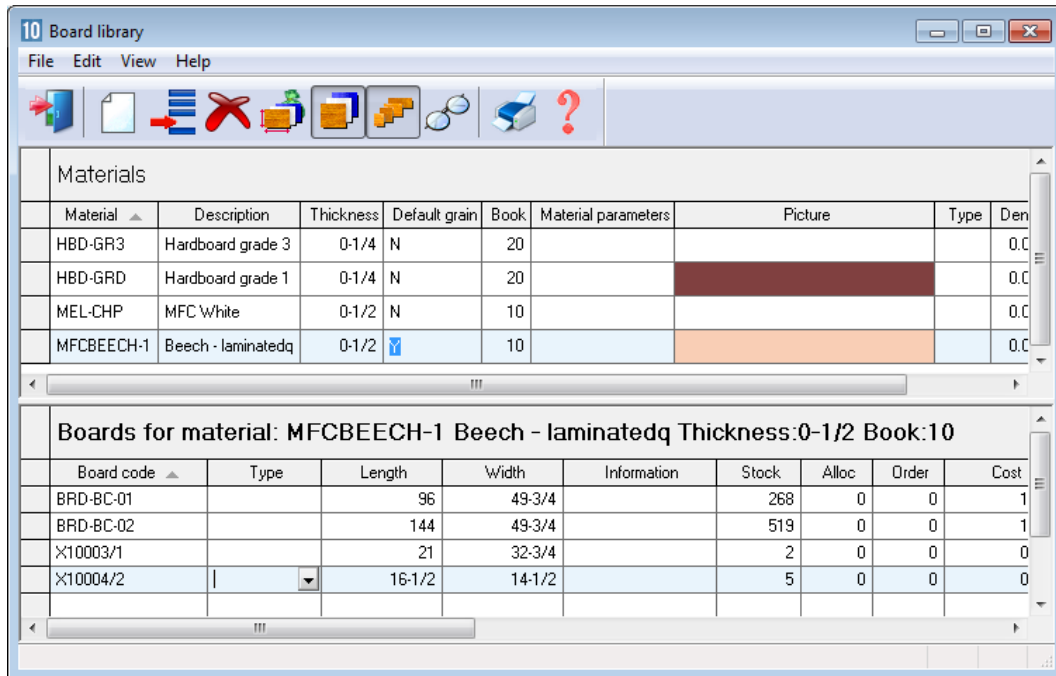 10 Board library
File Edit View Help
?
Materials
Material Description Thickness Default grain Book Material parameters Picture Type Den
HBD-GR3 Hardboard grade 3 0-1/4 N 20 0.0
HBD-GRD Hardboard grade 1 0-1/4 N 20 0.0
MEL-CHP MFC White 0-1/2 N 10 0.0
MFCBEECH-1 Beech - laminatedq 0-1/2 Y 10 0.0
Boards for material: MFCBEECH-1 Beech - laminatedq Thickness:0-1/2 Book:10
Board code Type Length Width Information Stock Alloc Order Cost
BRD-BC-01 96 49-3/4 268 0 0 1
BRD-BC-02 144 49-3/4 519 0 0 1
X10003/1 21 32-3/4 2 0 0 0
X10004/2 16-1/2 14-1/2 5 0 0 0